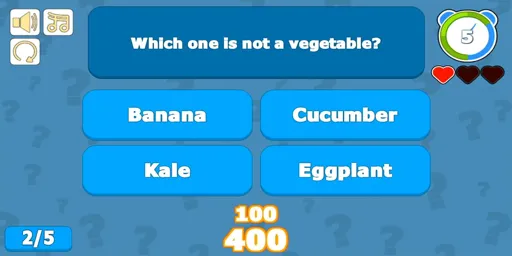 Which one is not a vegetable?
5
Banana
Cucumber
Kale
Eggplant
100
400
2/5